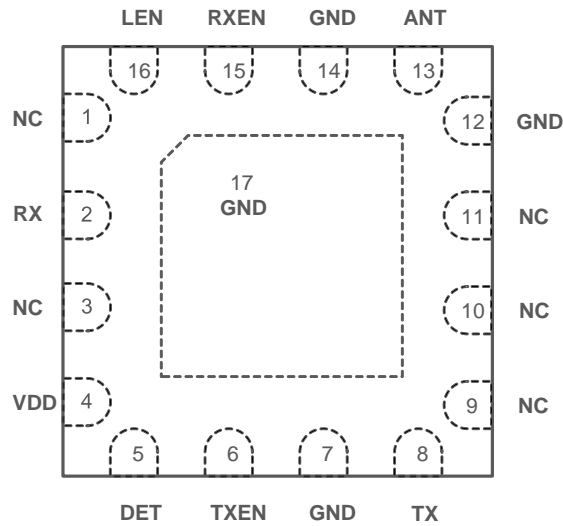 LEN RXEN GND ANT
16 15 14 13
NC 1 12 GND
17
GND
RX 2 11 NC
NC 3 10 NC
VDD 4 9 NC
5 6 7 8
DET TXEN GND TX